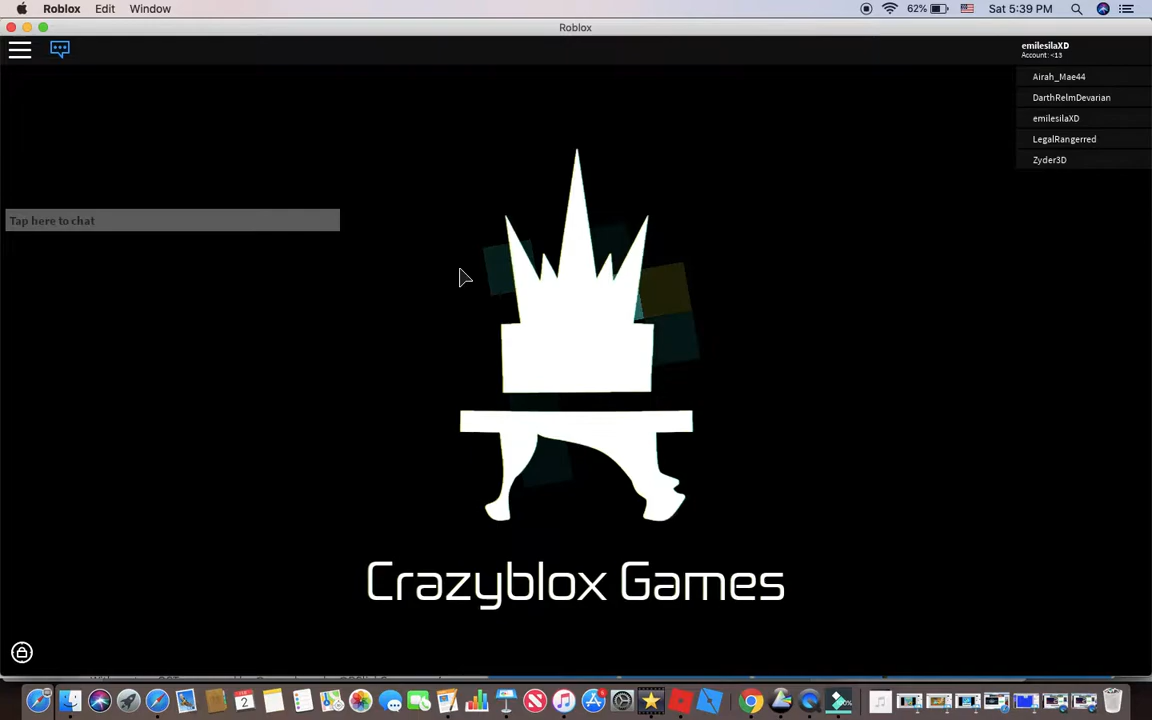 Roblox Edit Window 62% Sat 5:39 PM
Roblox
emilesilaXD
Account: <13
Airah_Mae44
DarthRelmDevarian
emilesilaXD
LegalRangerred
Zyder3D
Tap here to chat
Crazyblox Games